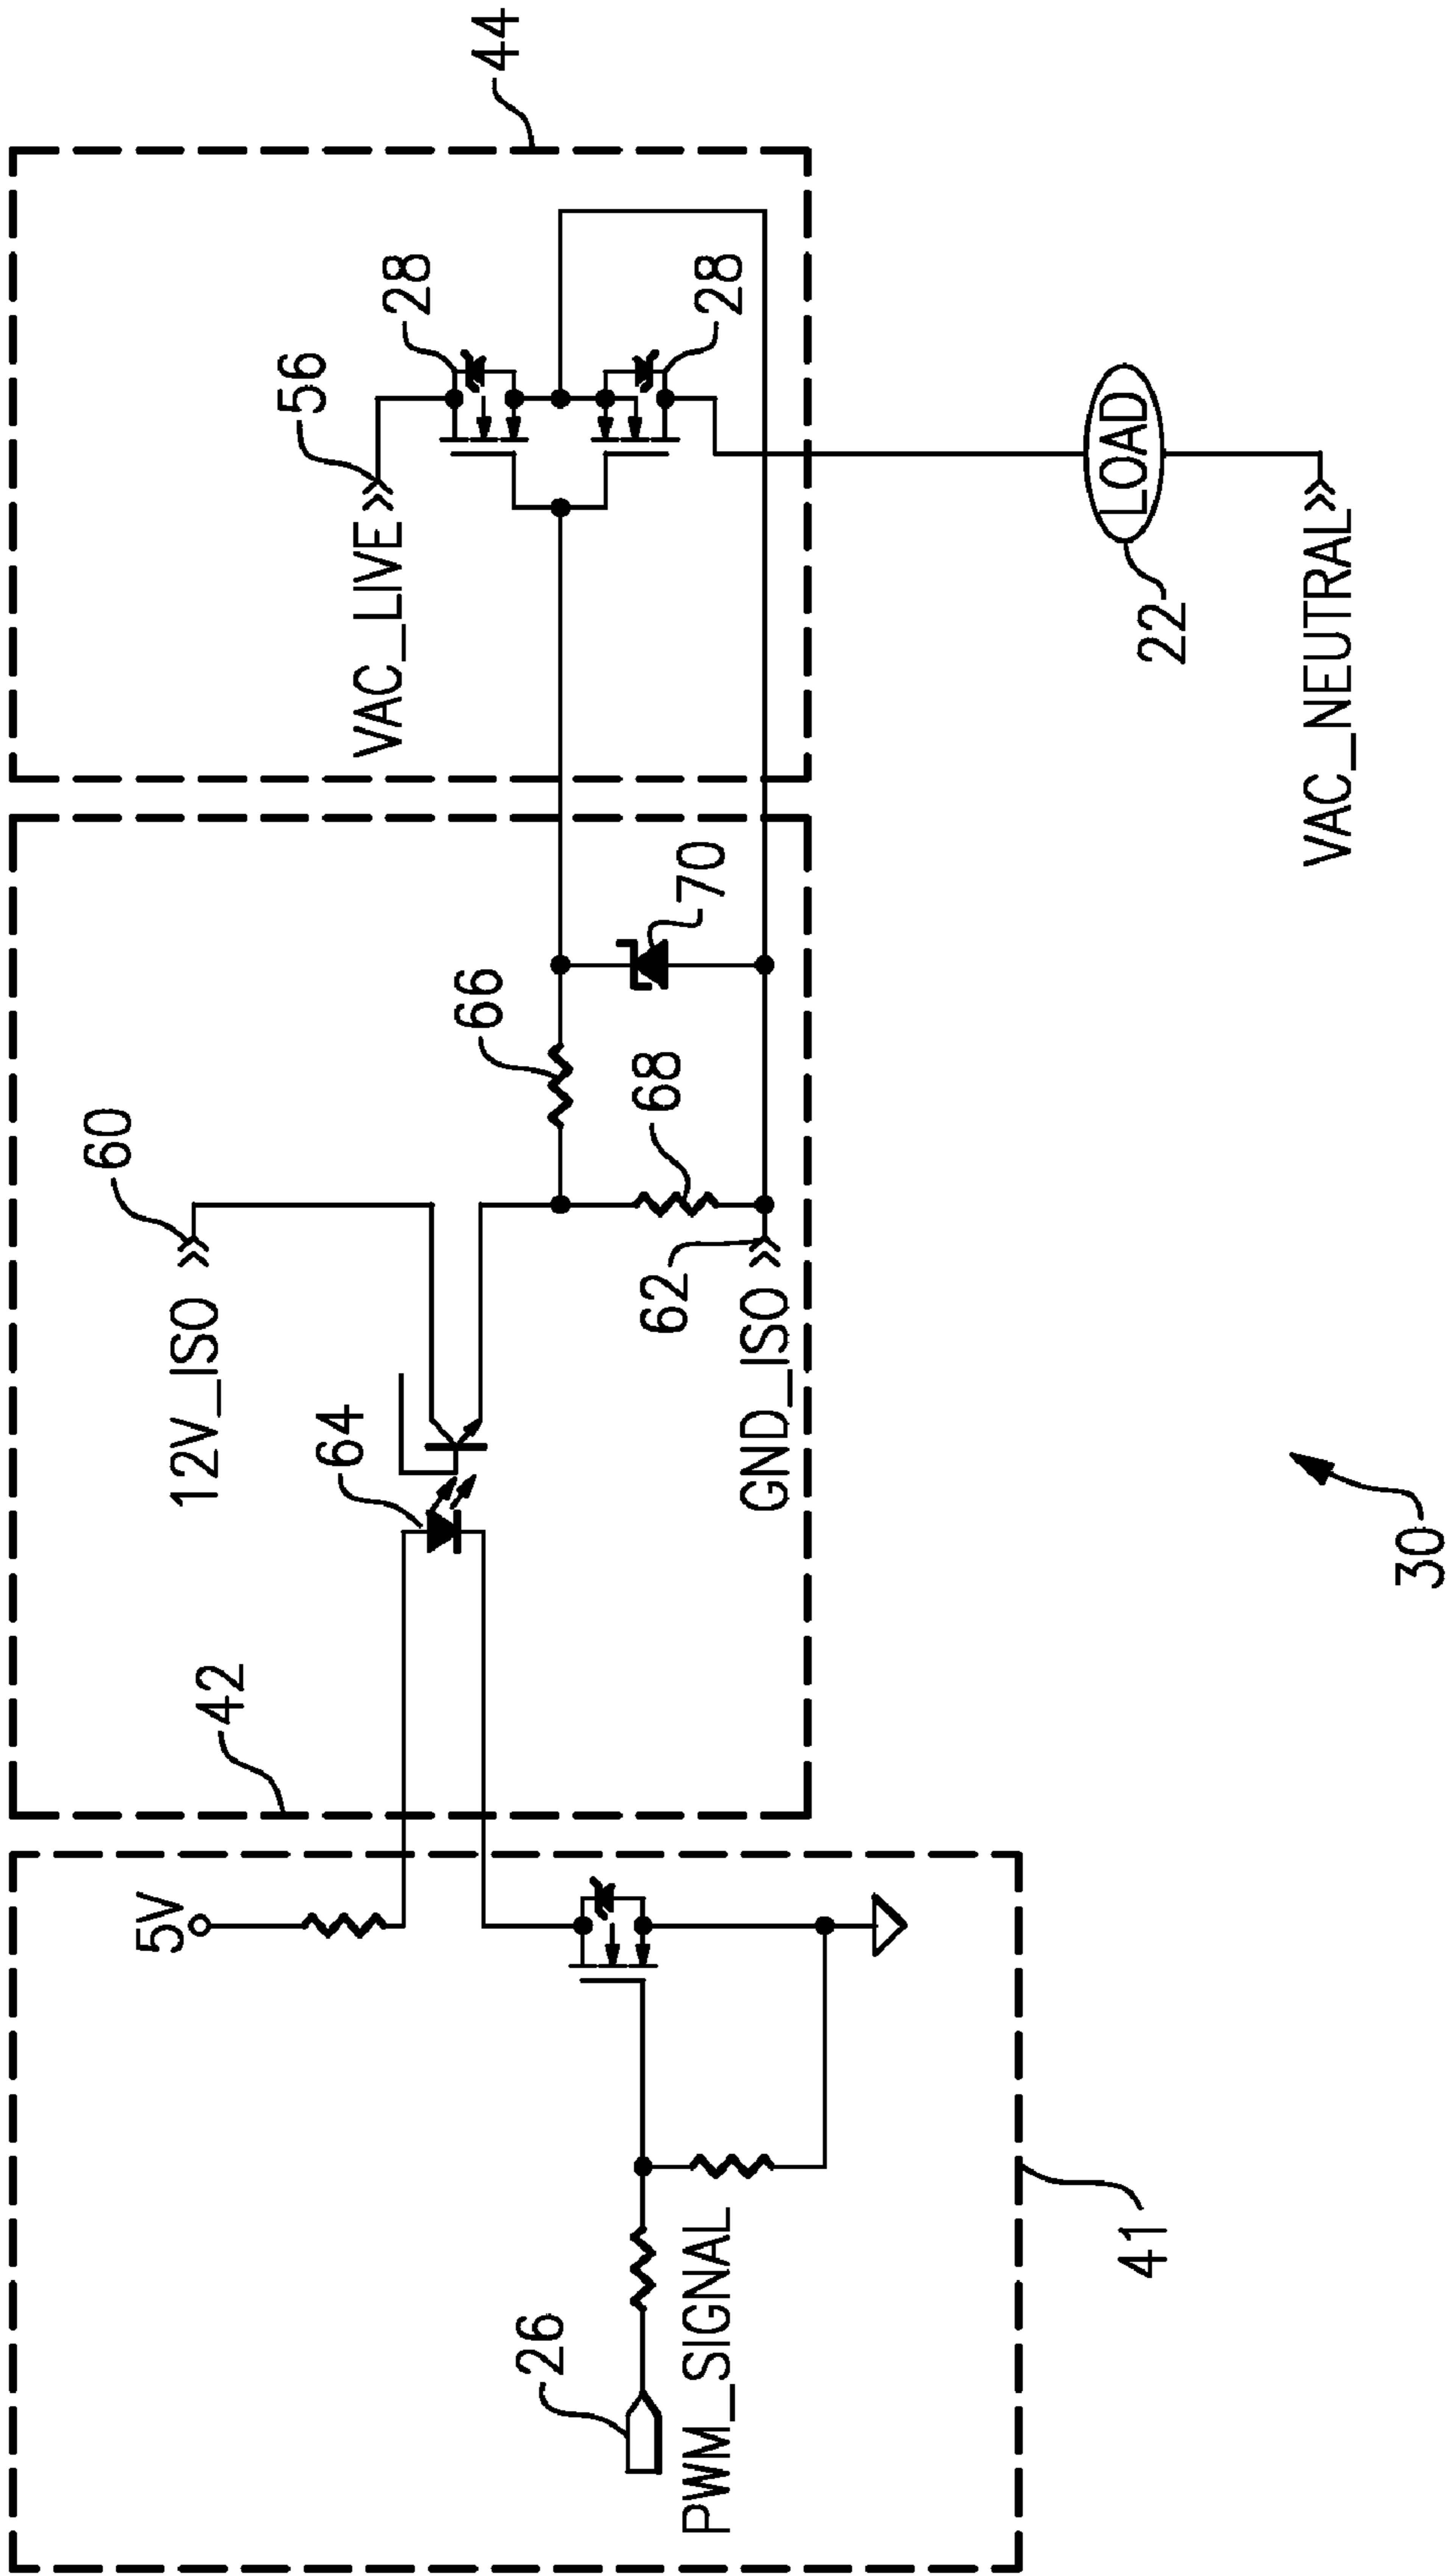 44
56
28
VAC_LIVE
28
LOAD
22
VAC_NEUTRAL
60
12V_ISO
64
66
70
68
62
GND_ISO
42
5V
26
PWM_SIGNAL
41
30